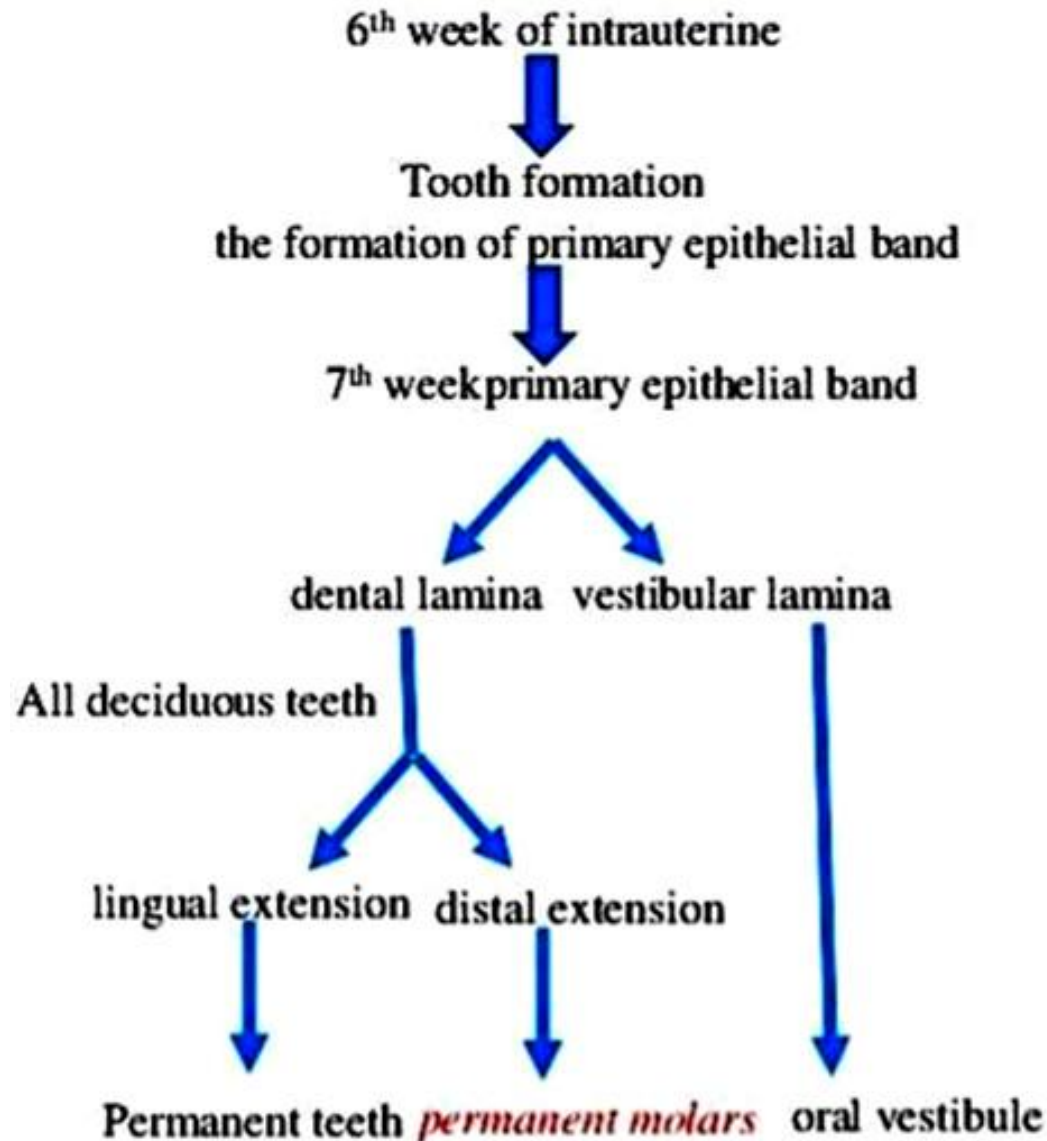 6th week of intrauterine
Tooth formation
the formation of primary epithelial band
7th weekprimary epithelial band
dental lamina vestibular lamina
All deciduous teeth
lingual extension distal extension
Permanent teeth permanent molars oral vestibule